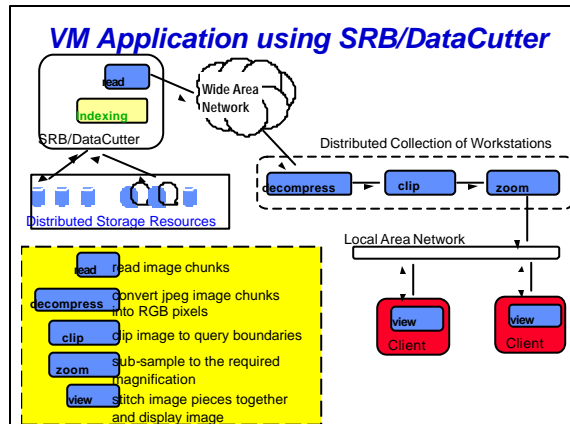 VM Application using SRB/DataCutter
read
Indexing
SRB/DataCutter
Wide Area
Network
Distributed Storage Resources
Distributed Collection of Workstations
decompress
clip
zoom
Local Area Network
view
Client
view
Client
read
read image chunks
decompress
convert jpeg image chunks
into RGB pixels
clip
clip image to query boundaries
zoom
sub-sample to the required
magnification
view
stitch image pieces together
and display image